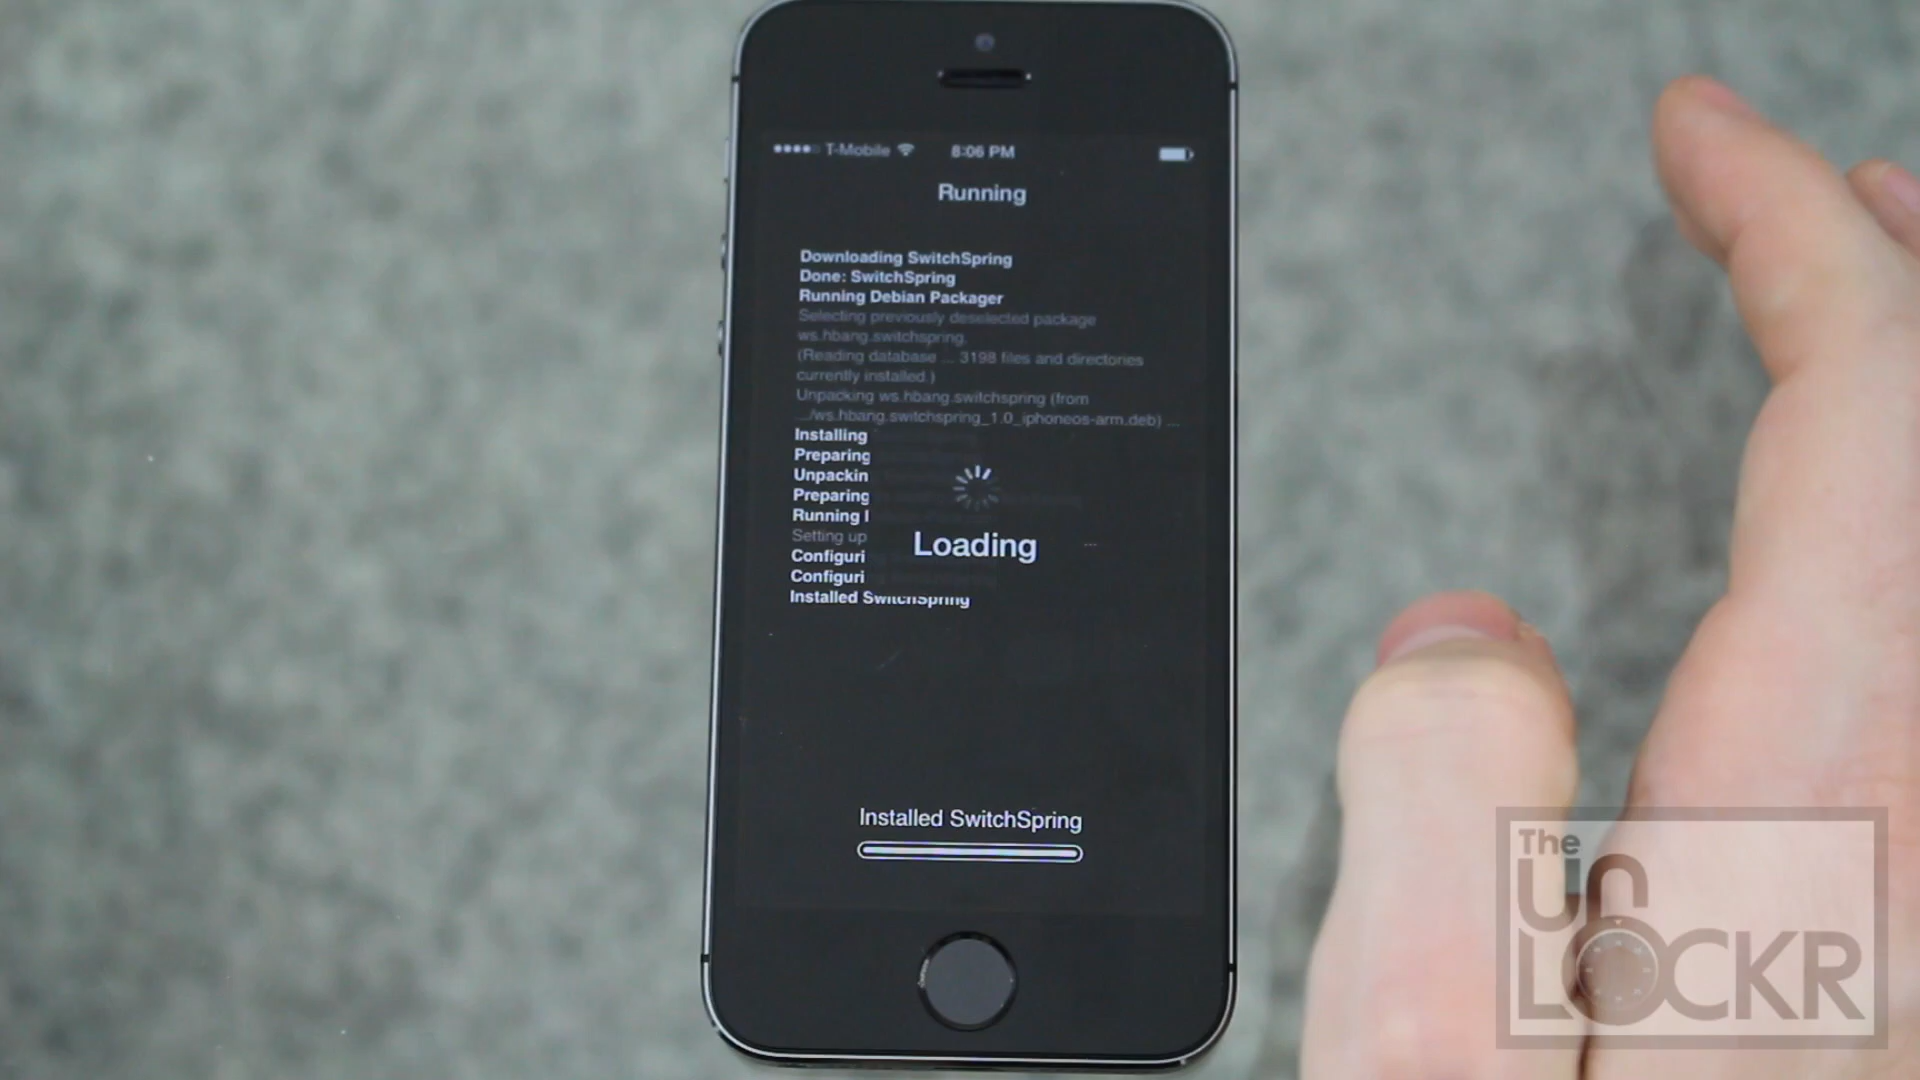 T-Mobile 8:06 PM
Running
Downloading SwitchSpring
Done: SwitchSpring
Running Debian Packager
Selecting previously deselected package
ws.hbang.switchspring.
(Reading database ... 3198 files and directories
currently installed.)
Unpacking ws.hbang.switchspring (from
.../ws.hbang.switchspring_1.0_iphoneos-arm.deb) ...
Installing
Preparing
Unpackin
Preparing
Running
Setting up ...
Configuri
Configuri
Installed SwitchSpring
Loading
Installed SwitchSpring
The
UNLOCKR